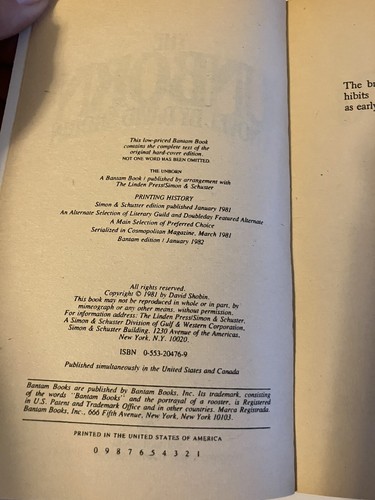 This low-priced Bantam Book
contains the complete text of the
original hard-cover edition.
NOT ONE WORD HAS BEEN OMITTED.
THE UNBORN
A Bantam Book / published by arrangement with
The Linden Press/Simon & Schuster
PRINTING HISTORY
Simon & Schuster edition published January 1981
An Alternate Selection of Literary Guild and Doubleday Featured Alternate
A Main Selection of Preferred Choice
Serialized in Cosmopolitan Magazine, March 1981
Bantam edition / January 1982
All rights reserved.
Copyright © 1981 by David Shobin.
This book may not be reproduced in whole or in part, by
mimeograph or any other means, without permission.
For information address: The Linden Press/Simon & Schuster,
A Simon & Schuster Division of Gulf & Western Corporation,
Simon & Schuster Building, 1230 Avenue of the Americas,
New York, N.Y. 10020.
ISBN 0-553-20476-9
Published simultaneously in the United States and Canada
Bantam Books are published by Bantam Books, Inc. Its trademark, consisting
of the words "Bantam Books" and the portrayal of a rooster, is Registered
in U.S. Patent and Trademark Office and in other countries. Marca Registrada.
Bantam Books, Inc., 666 Fifth Avenue, New York, New York 10103.
PRINTED IN THE UNITED STATES OF AMERICA
0 9 8 7 6 5 4 3 2 1
The
hibits
as early